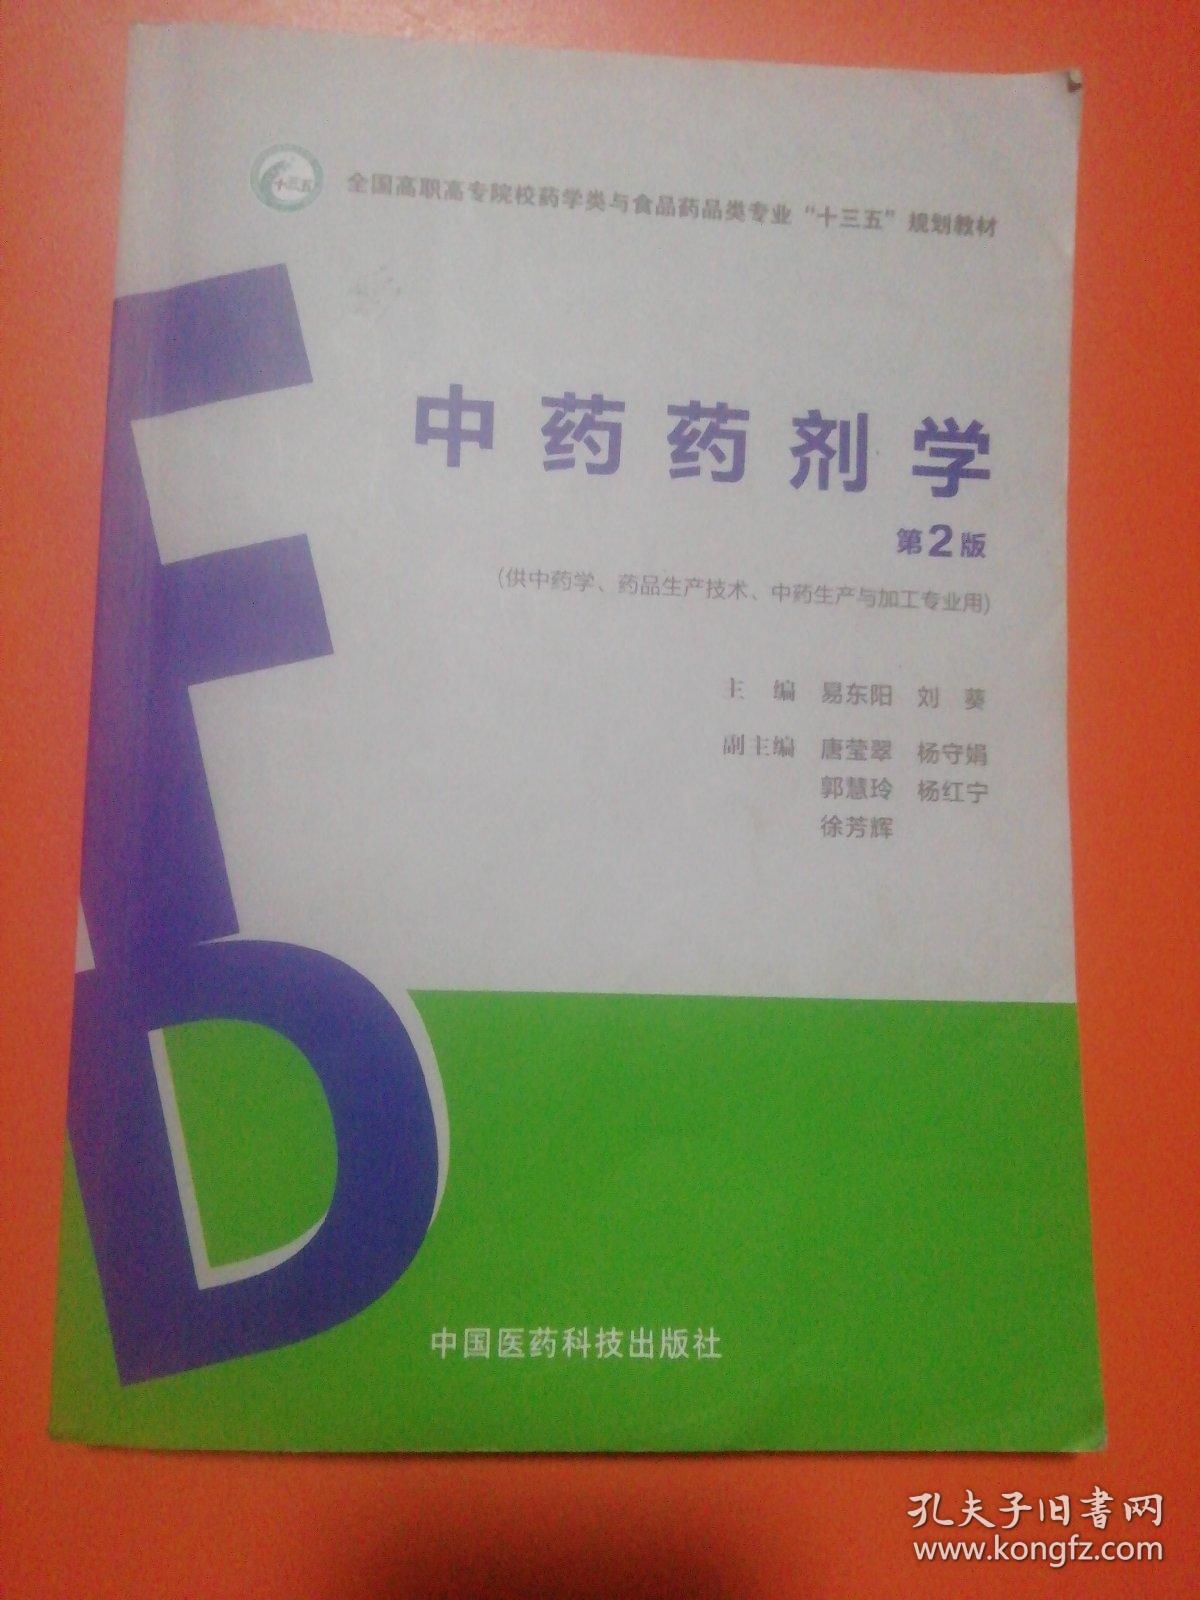 十三五
全国高职高专院校药学类与食品药品类专业“十三五”规划教材
中药药剂学
第2版
(供中药学、药品生产技术、中药生产与加工专业用)
主 编 易东阳 刘 葵
副主编 唐莹翠 杨守娟
郭慧玲 杨红宁
徐芳辉
中国医药科技出版社
孔夫子旧书网
www.kongfz.com